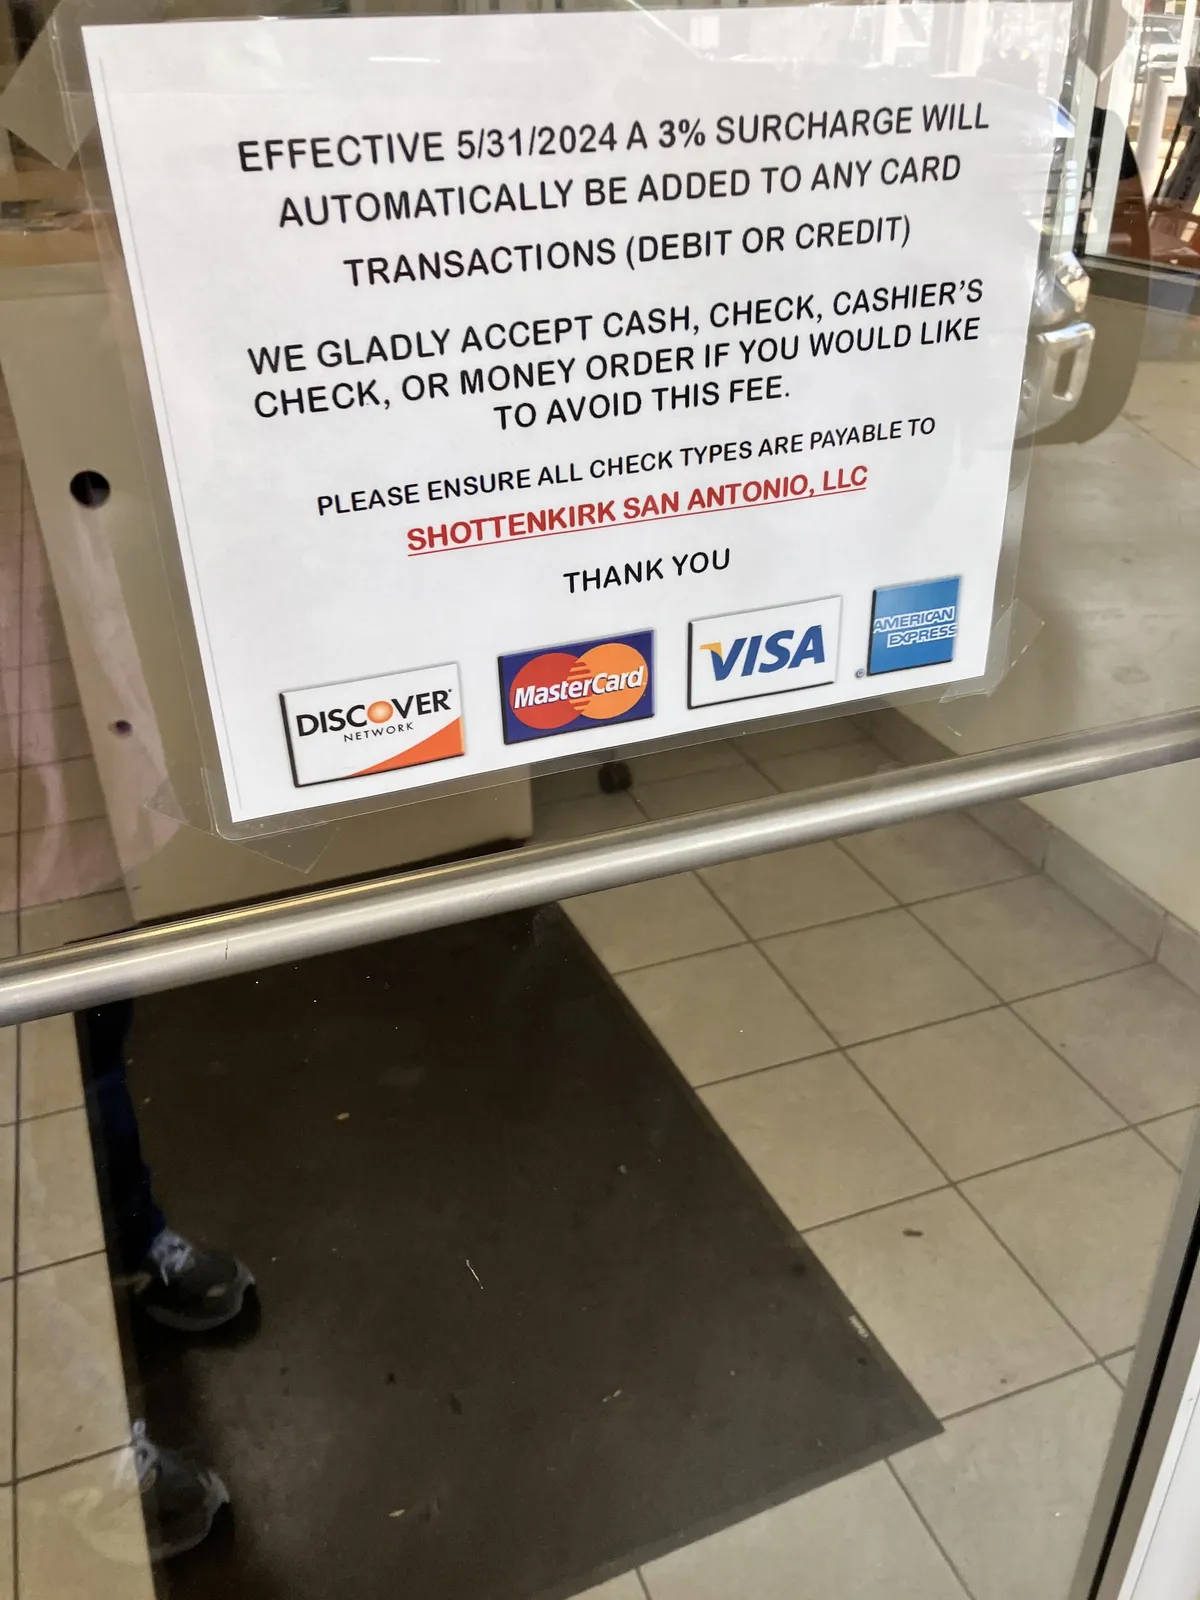 EFFECTIVE 5/31/2024 A 3% SURCHARGE WILL
AUTOMATICALLY BE ADDED TO ANY CARD
TRANSACTIONS (DEBIT OR CREDIT)
WE GLADLY ACCEPT CASH, CHECK, CASHIER'S
CHECK, OR MONEY ORDER IF YOU WOULD LIKE
TO AVOID THIS FEE.
PLEASE ENSURE ALL CHECK TYPES ARE PAYABLE TO
SHOTTENKIRK SAN ANTONIO, LLC
THANK YOU
DISCOVER
NETWORK
MasterCard
VISA
AMERICAN
EXPRESS